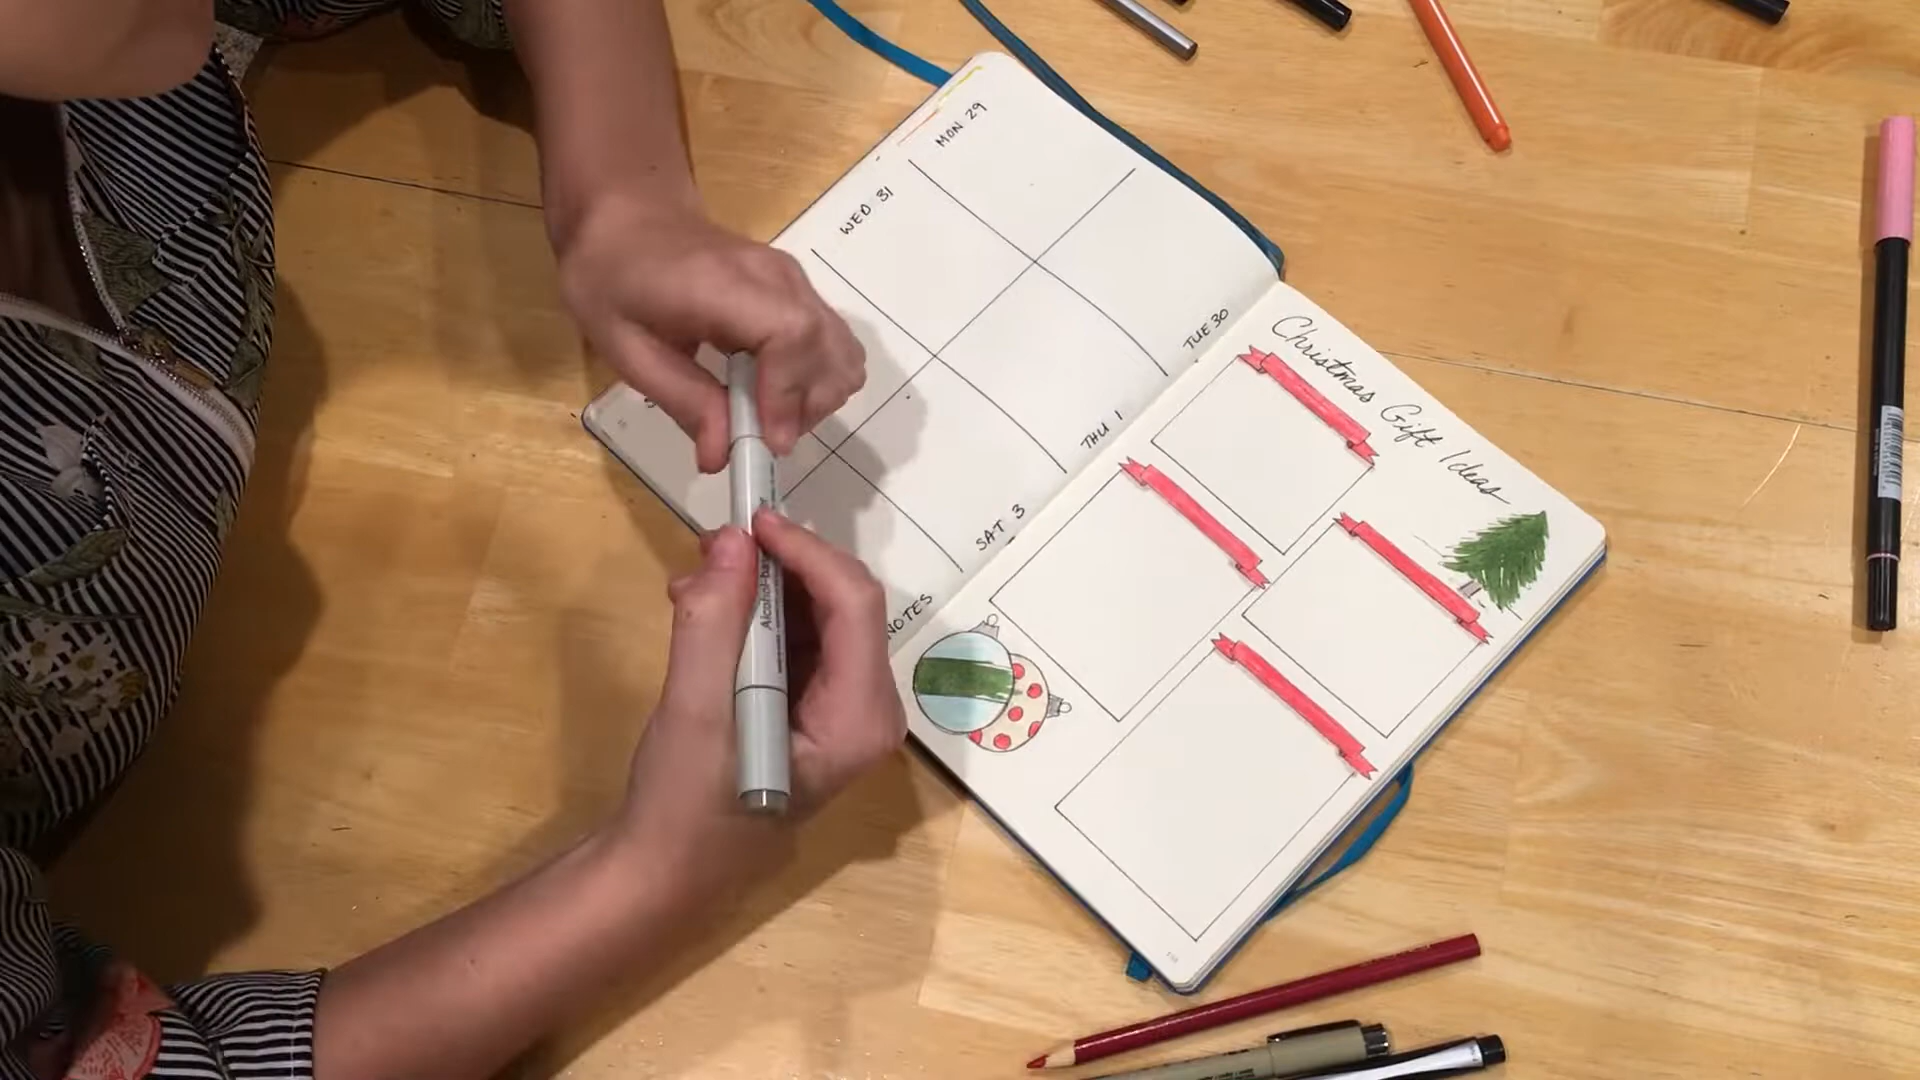 MON 29
TUE 30
WED 31
THU 1
SAT 3
NOTES
Christmas Gift Ideas
Alcohol-ba